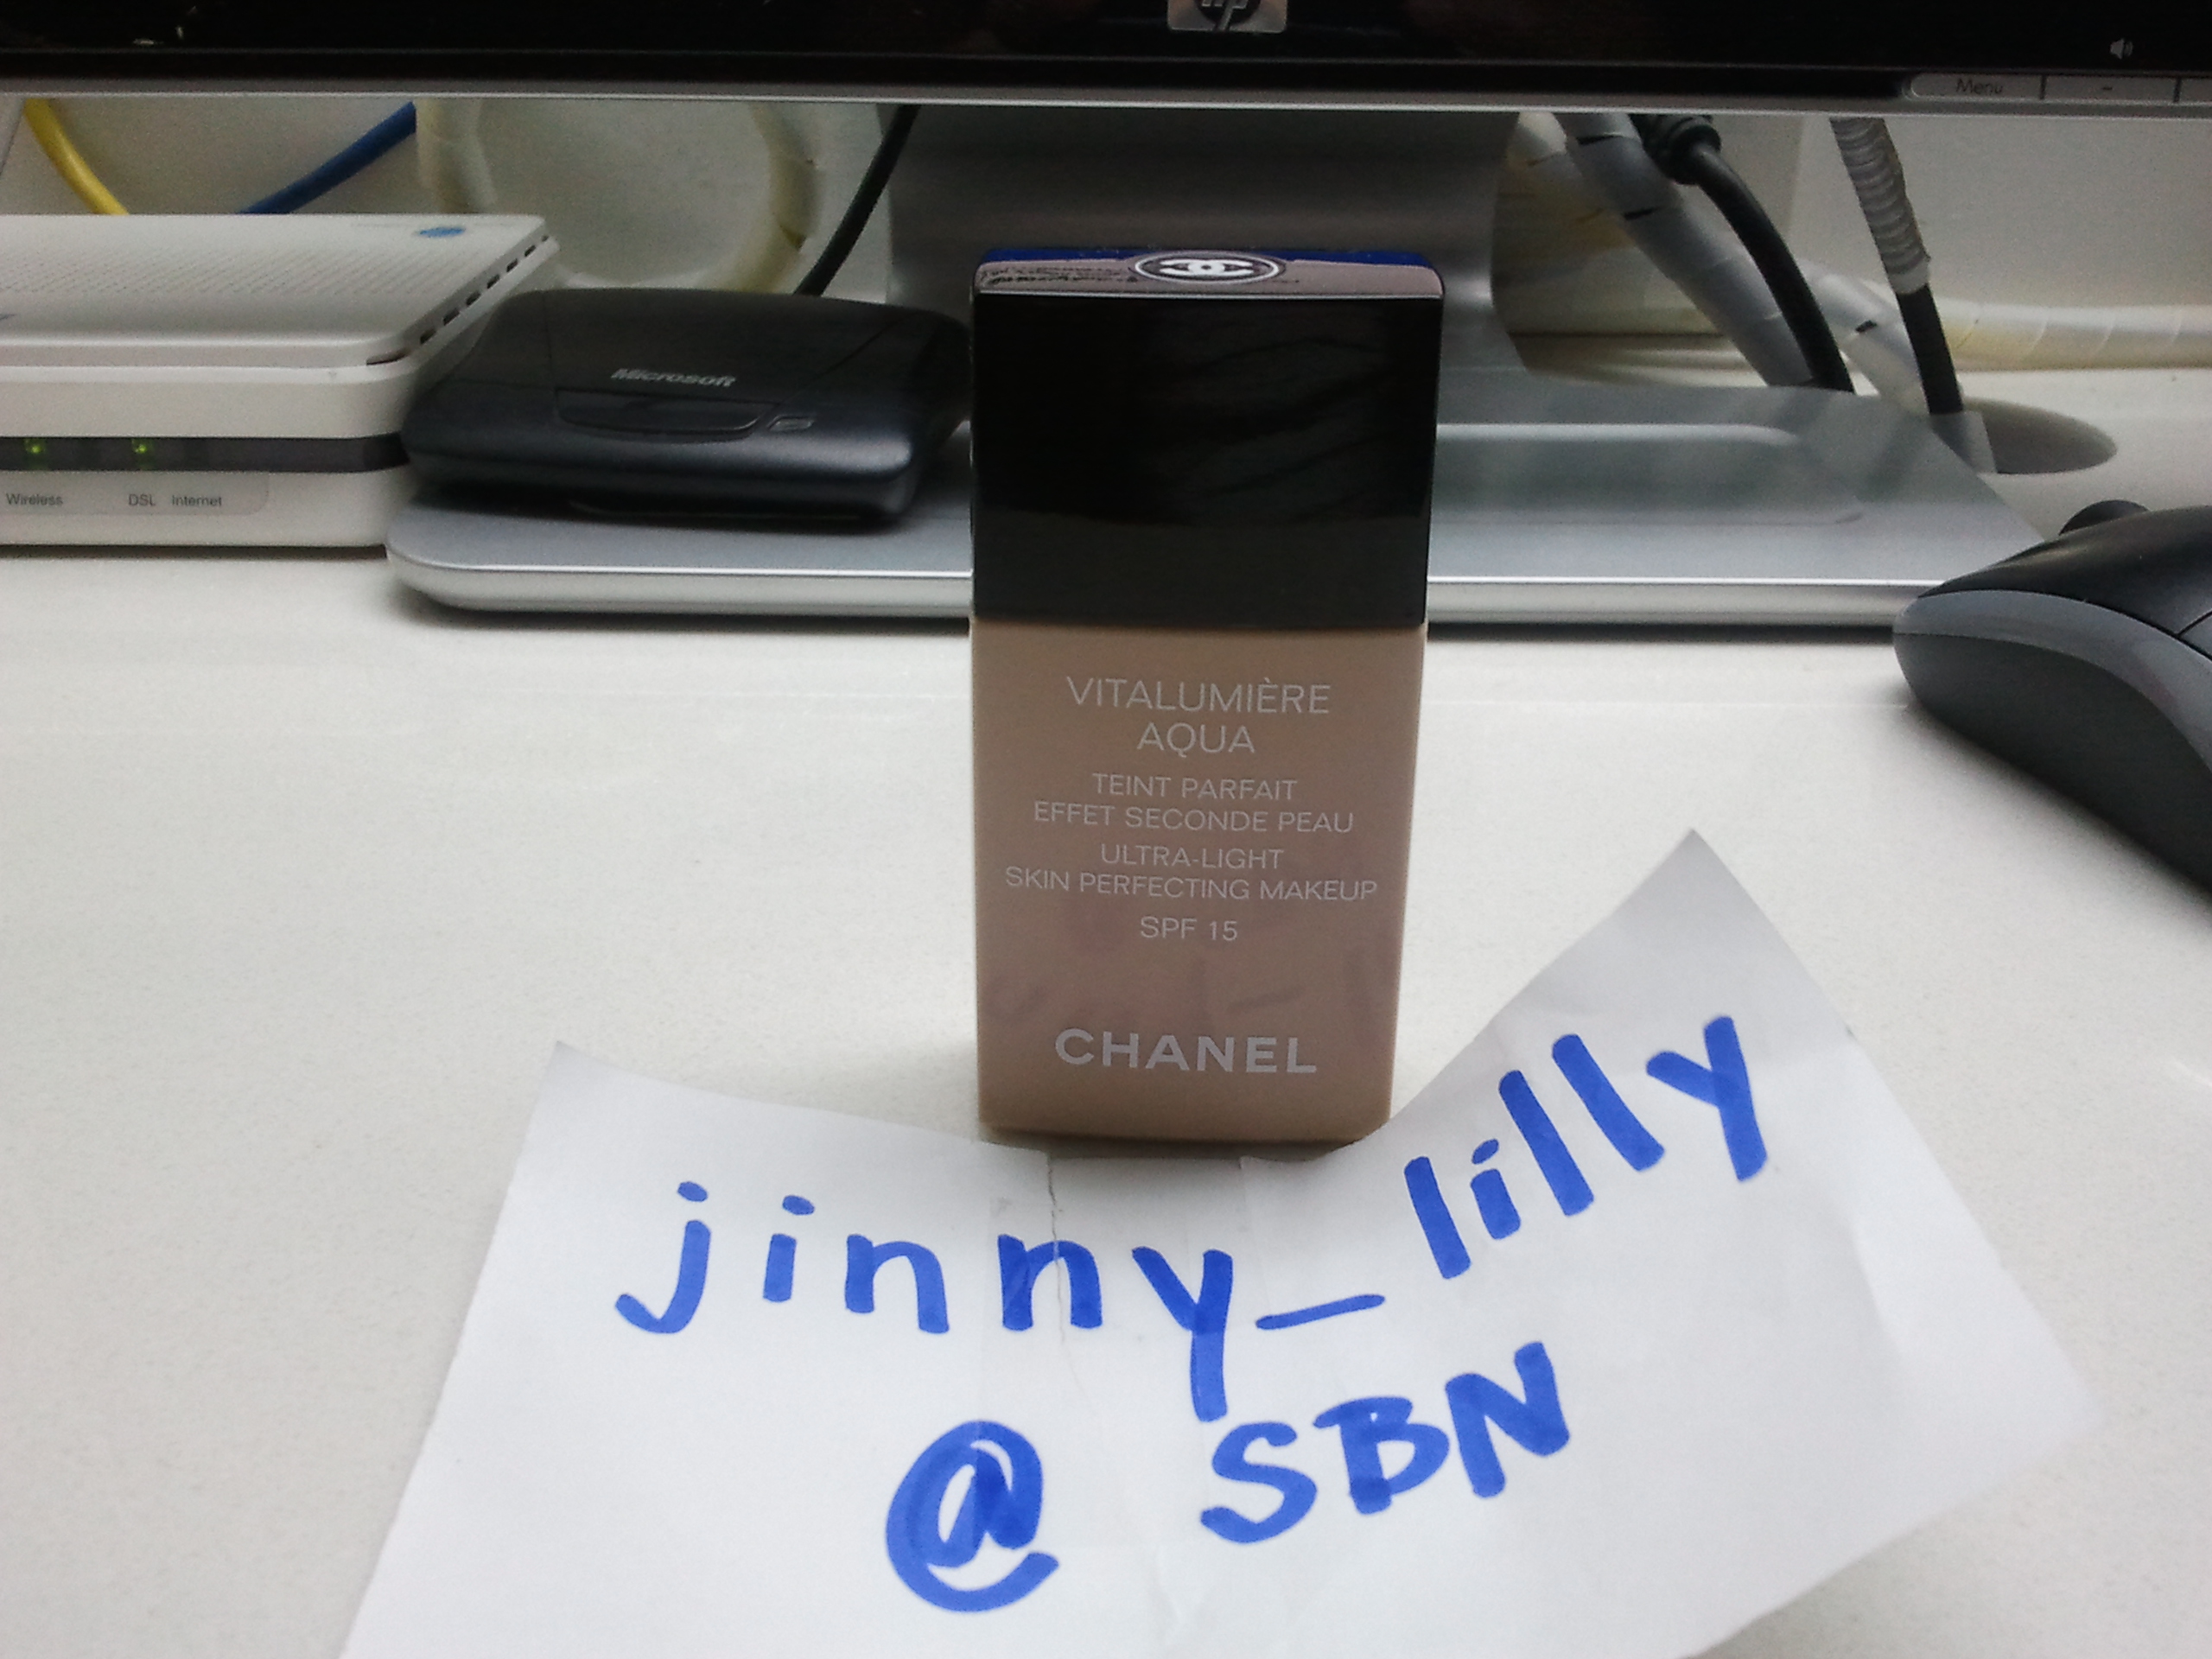 hp
Menu -
Microsoft
Wireless DSL Internet
VITALUMIÈRE
AQUA
TEINT PARFAIT
EFFET SECONDE PEAU
ULTRA-LIGHT
SKIN PERFECTING MAKEUP
SPF 15
CHANEL
jinny_lilly
@ SBN